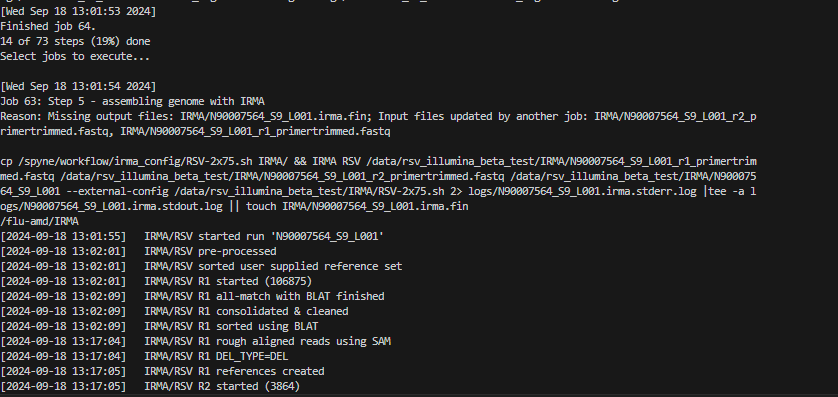 [Wed Sep 18 13:01:53 2024]
Finished job 64.
14 of 73 steps (19%) done
Select jobs to execute...
[Wed Sep 18 13:01:54 2024]
Job 63: Step 5 - assembling genome with IRMA
Reason: Missing output files: IRMA/N90007564_S9_L001.irma.fin; Input files updated by another job: IRMA/N90007564_S9_L001_r2_p
rimertrimmed.fastq, IRMA/N90007564_S9_L001_r1_primertrimmed.fastq
cp /spyne/workflow/irma_config/RSV-2x75.sh IRMA/ && IRMA RSV /data/rsv_illumina_beta_test/IRMA/N90007564_S9_L001_r1_primertrim
med.fastq /data/rsv_illumina_beta_test/IRMA/N90007564_S9_L001_r2_primertrimmed.fastq /data/rsv_illumina_beta_test/IRMA/N900075
64_S9_L001 --external-config /data/rsv_illumina_beta_test/IRMA/RSV-2x75.sh 2> logs/N90007564_S9_L001.irma.stderr.log |tee -a l
ogs/N90007564_S9_L001.irma.stdout.log || touch IRMA/N90007564_S9_L001.irma.fin
/flu-amd/IRMA
[2024-09-18 13:01:55] IRMA/RSV started run 'N90007564_S9_L001'
[2024-09-18 13:02:01] IRMA/RSV pre-processed
[2024-09-18 13:02:01] IRMA/RSV sorted user supplied reference set
[2024-09-18 13:02:01] IRMA/RSV R1 started (106875)
[2024-09-18 13:02:09] IRMA/RSV R1 all-match with BLAT finished
[2024-09-18 13:02:09] IRMA/RSV R1 consolidated & cleaned
[2024-09-18 13:02:09] IRMA/RSV R1 sorted using BLAT
[2024-09-18 13:17:04] IRMA/RSV R1 rough aligned reads using SAM
[2024-09-18 13:17:04] IRMA/RSV R1 DEL_TYPE=DEL
[2024-09-18 13:17:05] IRMA/RSV R1 references created
[2024-09-18 13:17:05] IRMA/RSV R2 started (3864)